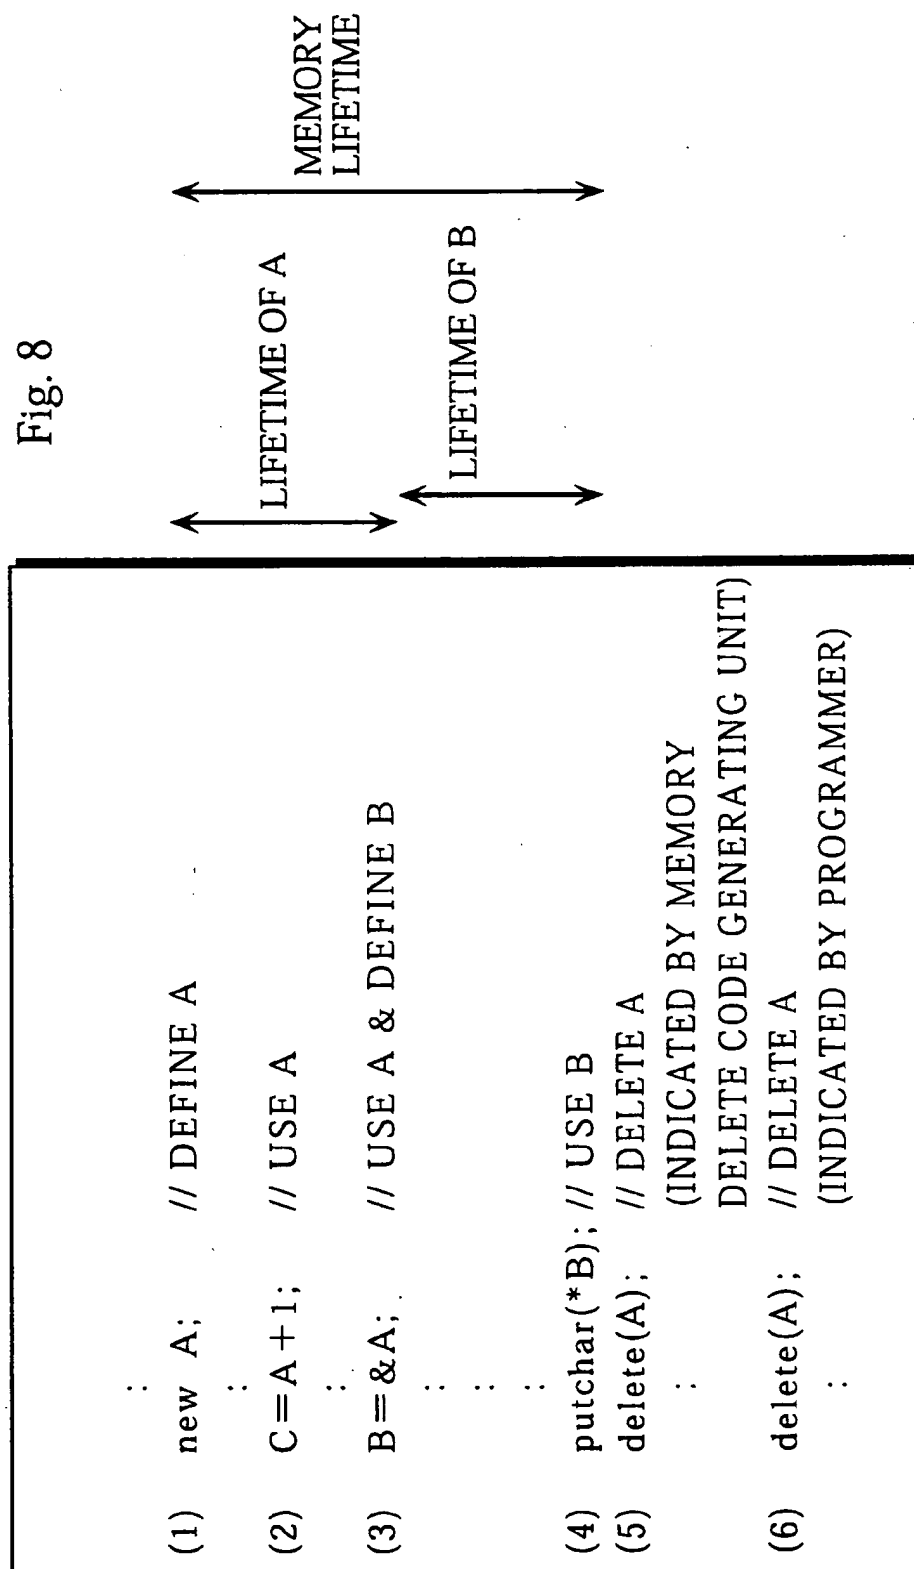 Fig. 8
:
(1) new A; // DEFINE A
:
(2) C=A+1; // USE A
:
(3) B=&A; // USE A & DEFINE B
:
:
:
(4) putchar(*B); // USE B
(5) delete(A); // DELETE A
(INDICATED BY MEMORY
: DELETE CODE GENERATING UNIT)
(6) delete(A); // DELETE A
: (INDICATED BY PROGRAMMER)
LIFETIME OF A
LIFETIME OF B
MEMORY
LIFETIME